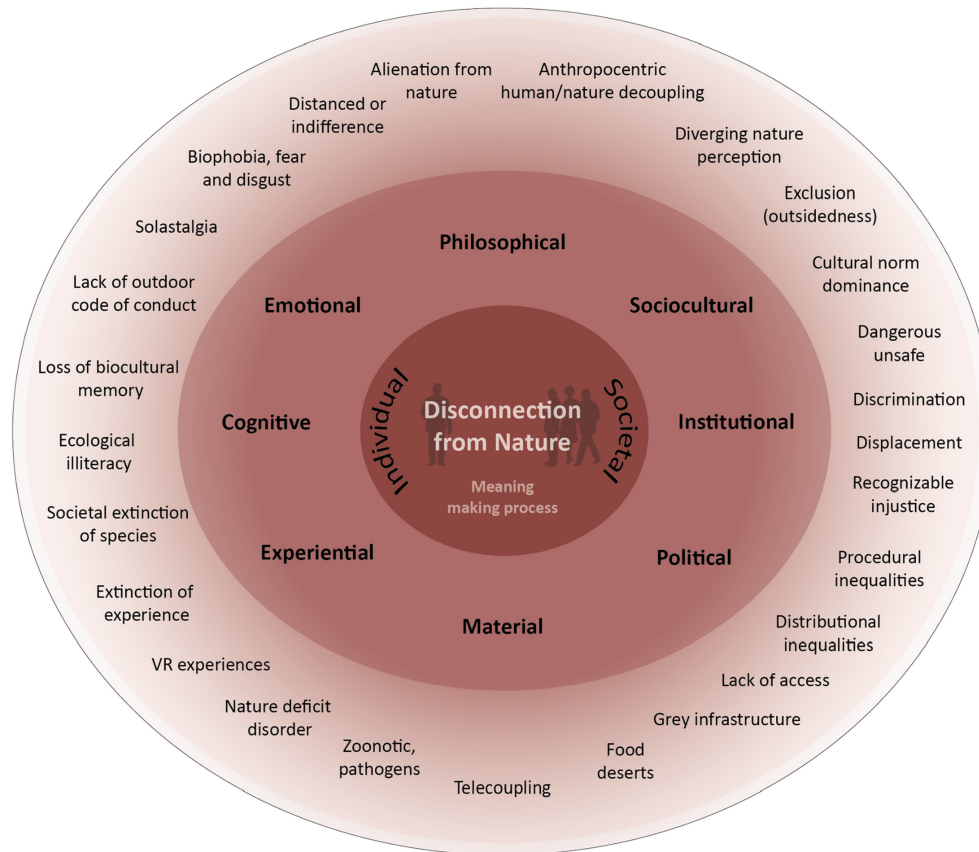 Alienation from
nature
Anthropocentric
human/nature decoupling
Distanced or
indifference
Diverging nature
perception
Biophobia, fear
and disgust
Exclusion
(outsidedness)
Solastalgia
Cultural norm
dominance
Lack of outdoor
code of conduct
Dangerous
unsafe
Loss of biocultural
memory
Discrimination
Ecological
illiteracy
Displacement
Societal extinction
of species
Recognizable
injustice
Extinction of
experience
Procedural
inequalities
VR experiences
Distributional
inequalities
Nature deficit
disorder
Lack of access
Zoonotic,
pathogens
Grey infrastructure
Telecoupling
Food
deserts
Philosophical
Emotional
Sociocultural
Cognitive
Institutional
Experiential
Political
Material
Individual
Societal
Disconnection
from Nature
Meaning
making process